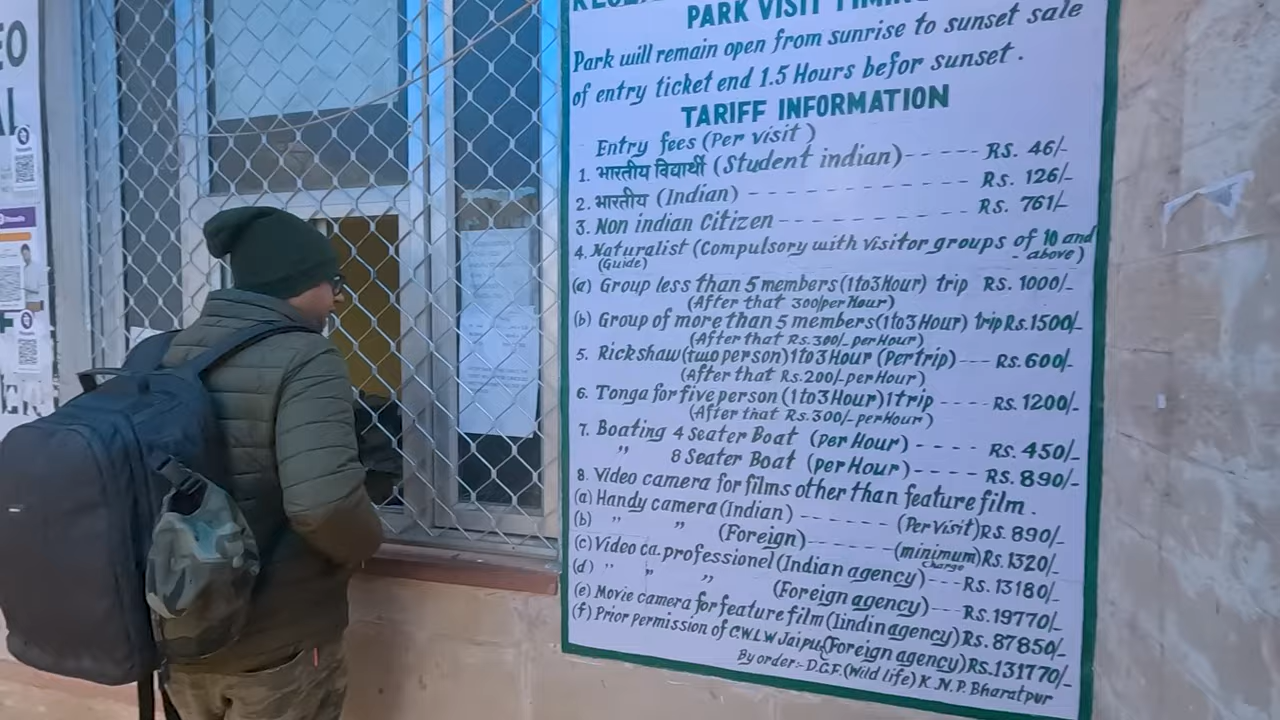 PARK VISIT
Park will remain open from sunrise to sunset sale
of entry ticket end 1.5 Hours befor sunset.
TARIFF INFORMATION
Entry fees (Per visit)
1. भारतीय विद्यार्थी (Student indian)------ RS. 46/-
2. भारतीय (Indian) --------------- Rs. 126/-
3. Non indian Citizen ------------- RS. 761/-
4. Naturalist (Compulsory with visitor groups of 10 and
(Guide) above)
(a) Group less than 5 members (1to3Hour) trip RS. 1000/-
(After that 300/per Hour)
(b) Group of more than 5 members (1to3 Hour) trip Rs.1500/-
(After that Rs.300/- per Hour)
5. Rickshaw (two person) 1to3 Hour (Per trip)--- Rs.600/-
(After that Rs.200/- per Hour)
6. Tonga for five person (1to3Hour) 1trip ---- RS. 1200/-
(After that Rs.300/- per Hour)
7. Boating 4 Seater Boat (per Hour) ---- RS. 450/-
" 8 Seater Boat (per Hour)---- RS. 890/-
8. Video camera for films other than feature film.
(a) Handy camera (Indian) ------- (Per visit) RS. 890/-
(b) " " (Foreign)------ (minimum) Rs.1320/-
Charge
(c) Video ca. professionel (Indian agency)---RS. 13180/-
(d) " " " (Foreign agency)---RS.19770/-
(e) Movie camera for feature film (Iindin agency) RS. 87850/-
(f) Prior permission of C.W.L.W Jaipur (Foreign agency) RS.131770/-
By order:- D.C.F. (Wild life) K.N.P. Bharatpur